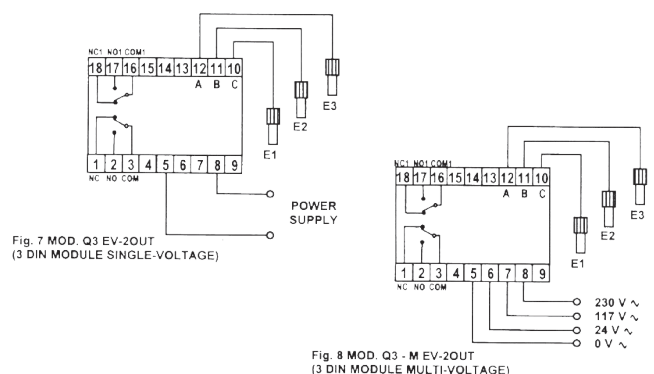 NC1 NO1 COM1
18 17 16 15 14 13 12 11 10
A B C
E3
E2
E1
1 2 3 4 5 6 7 8 9
NC NO COM
POWER
SUPPLY
Fig. 7 MOD. Q3 EV-2OUT
(3 DIN MODULE SINGLE-VOLTAGE)
NC1 NO1 COM1
18 17 16 15 14 13 12 11 10
A B C
E3
E2
E1
1 2 3 4 5 6 7 8 9
NC NO COM
230 V ∿
117 V ∿
24 V ∿
0 V ∿
Fig. 8 MOD. Q3 - M EV-2OUT
(3 DIN MODULE MULTI-VOLTAGE)